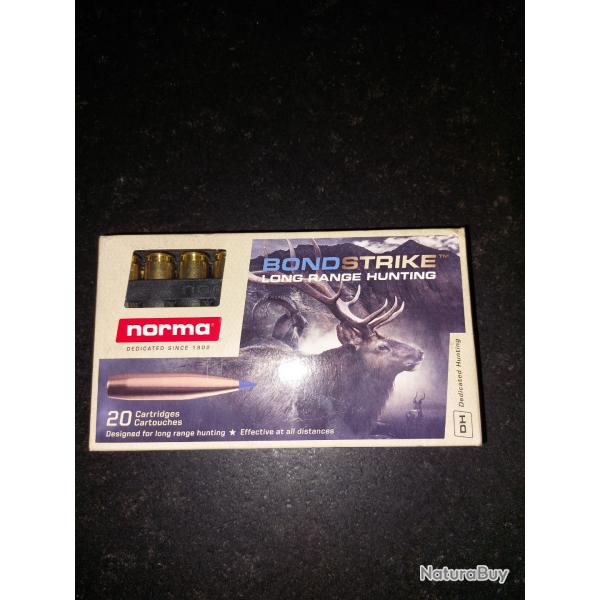 BONDSTRIKE™
LONG RANGE HUNTING
norma
norma
DEDICATED SINCE 1902
20 Cartridges
Cartouches
Designed for long range hunting ★ Effective at all distances
DH Dedicated Hunting
NaturaBuy